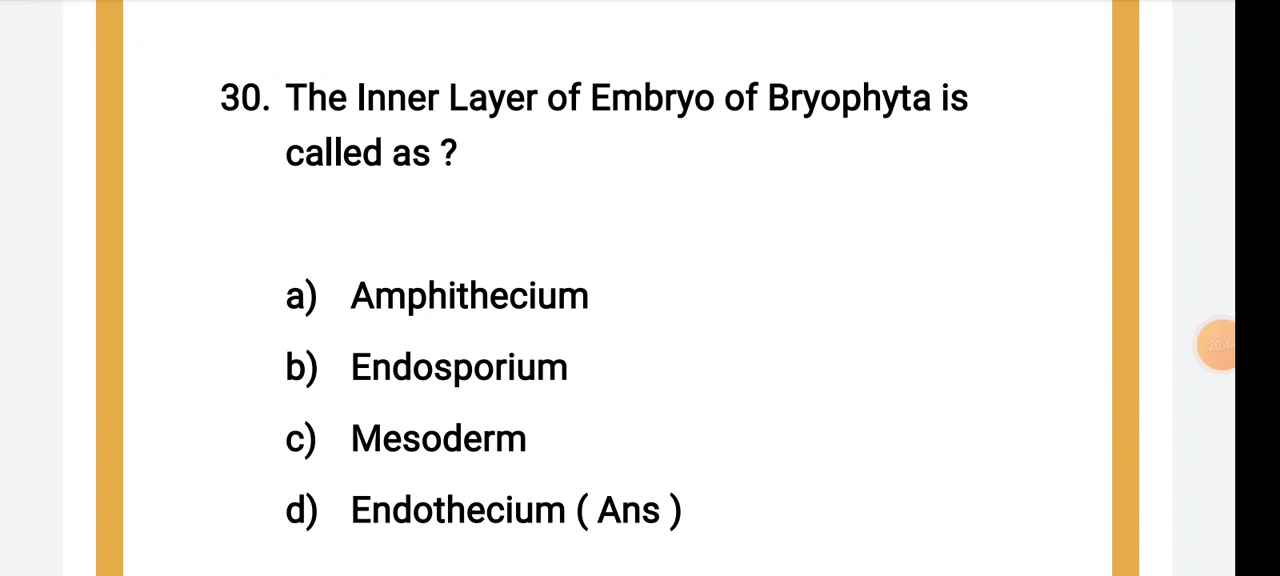 30. The Inner Layer of Embryo of Bryophyta is
called as ?
a) Amphithecium
b) Endosporium
c) Mesoderm
d) Endothecium ( Ans )